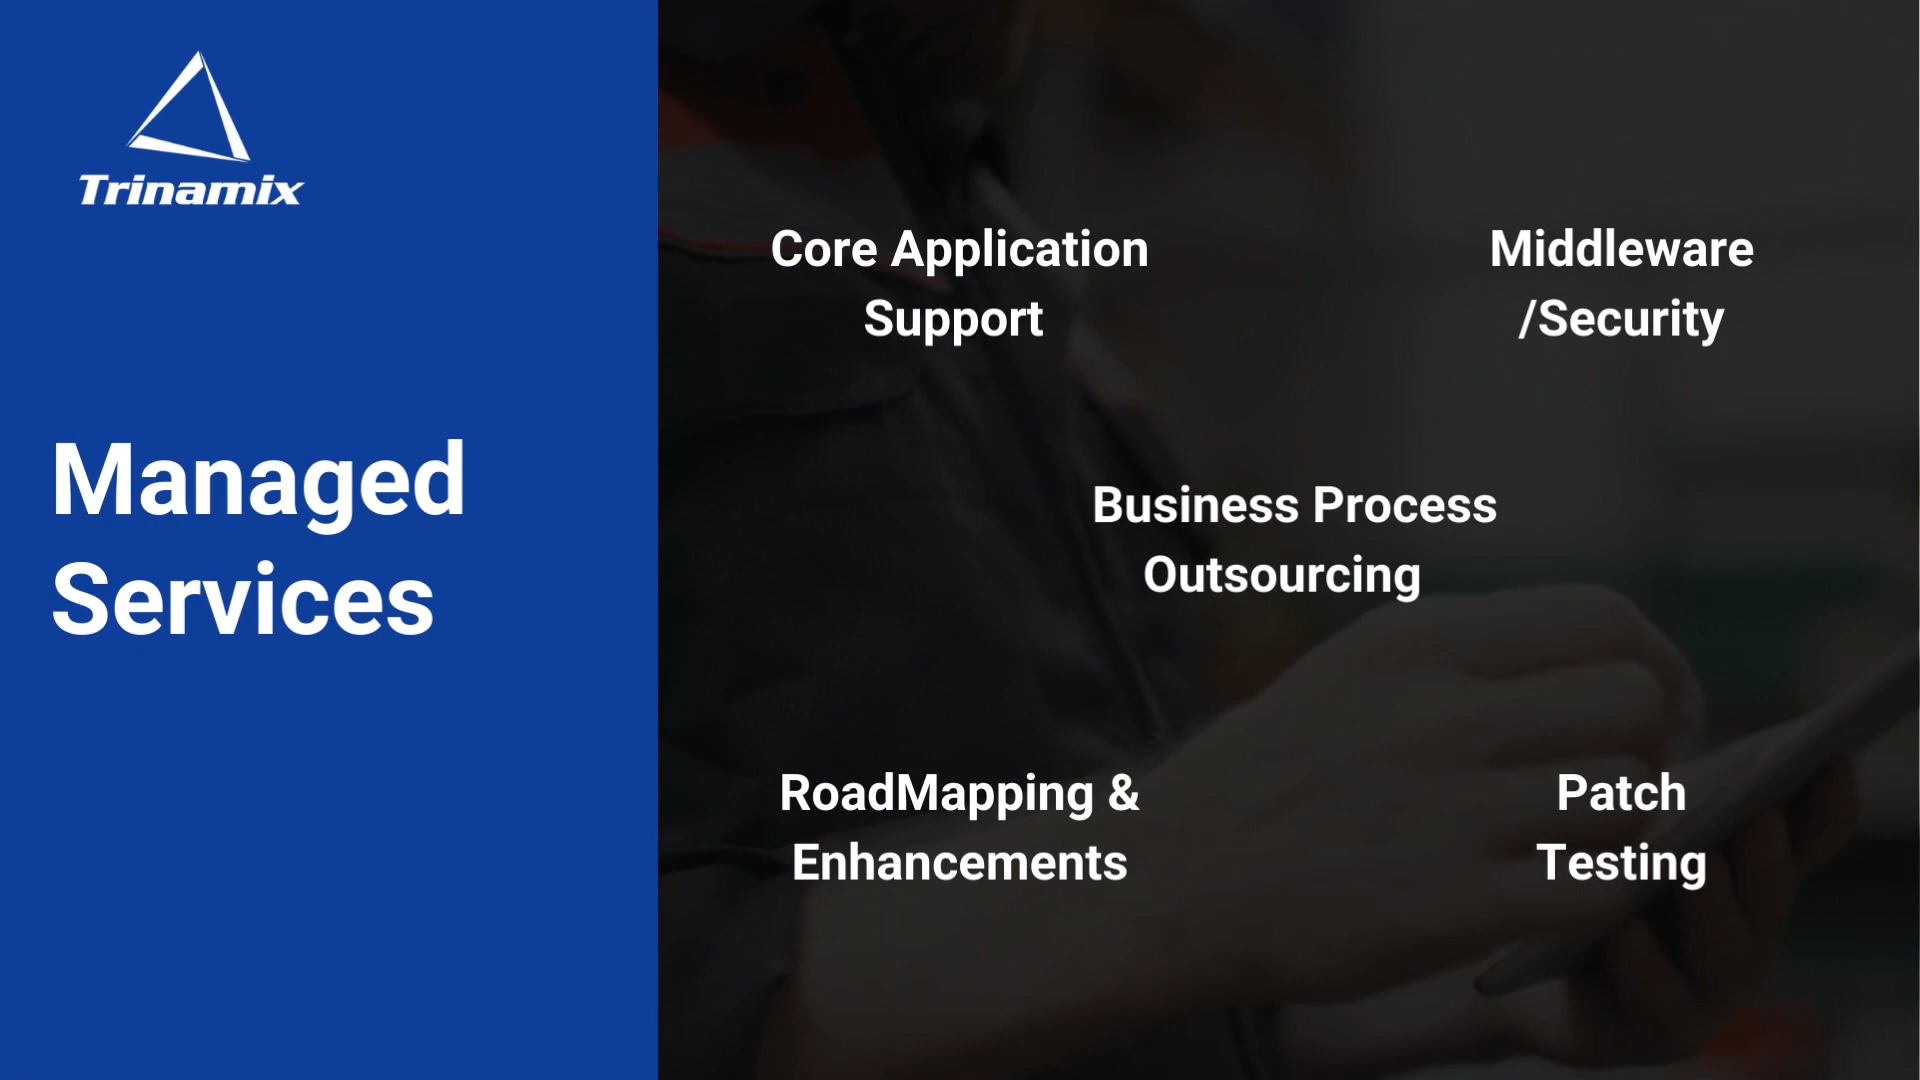 Trinamix
Managed
Services
Core Application
Support
Middleware
/Security
Business Process
Outsourcing
RoadMapping &
Enhancements
Patch
Testing